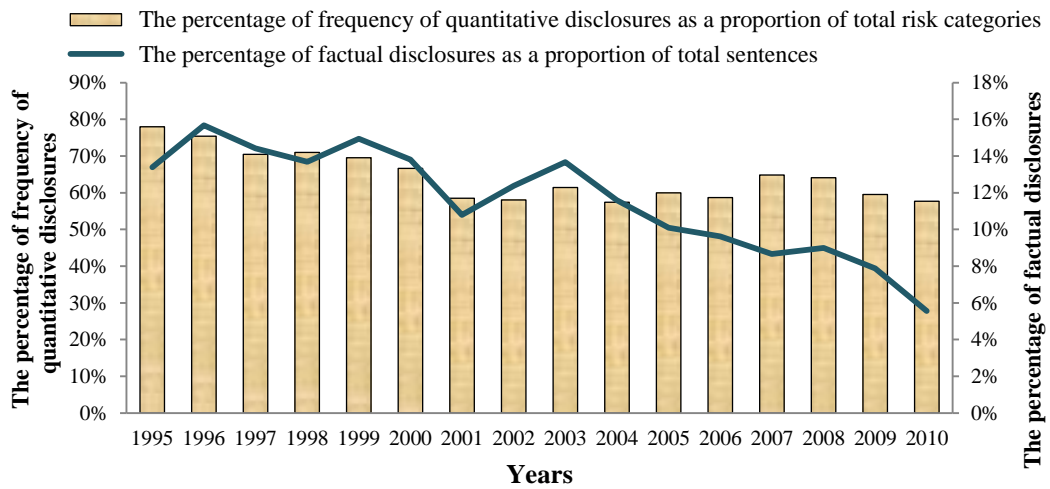 The percentage of frequency of quantitative disclosures as a proportion of total risk categories
The percentage of factual disclosures as a proportion of total sentences
The percentage of frequency of
quantitative disclosures
90%
80%
70%
60%
50%
40%
30%
20%
10%
0%
18%
16%
14%
12%
10%
8%
6%
4%
2%
0%
The percentage of factual disclosures
1995 1996 1997 1998 1999 2000 2001 2002 2003 2004 2005 2006 2007 2008 2009 2010
Years